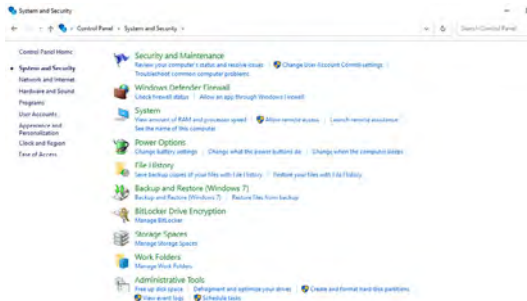 System and Security
Control Panel > System and Security >
Search Control Panel
Control Panel Home
System and Security
Network and Internet
Hardware and Sound
Programs
User Accounts
Appearance and
Personalization
Clock and Region
Ease of Access
Security and Maintenance
Review your computer's status and resolve issues | Change User Account Control settings |
Troubleshoot common computer problems
Windows Defender Firewall
Check firewall status | Allow an app through Windows Firewall
System
View amount of RAM and processor speed | Allow remote access | Launch remote assistance
See the name of this computer
Power Options
Change battery settings | Change what the power buttons do | Change when the computer sleeps
File History
Save backup copies of your files with File History | Restore your files with File History
Backup and Restore (Windows 7)
Backup and Restore (Windows 7) | Restore files from backup
BitLocker Drive Encryption
Manage BitLocker
Storage Spaces
Manage Storage Spaces
Work Folders
Manage Work Folders
Administrative Tools
Free up disk space | Defragment and optimize your drives | Create and format hard disk partitions
View event logs | Schedule tasks